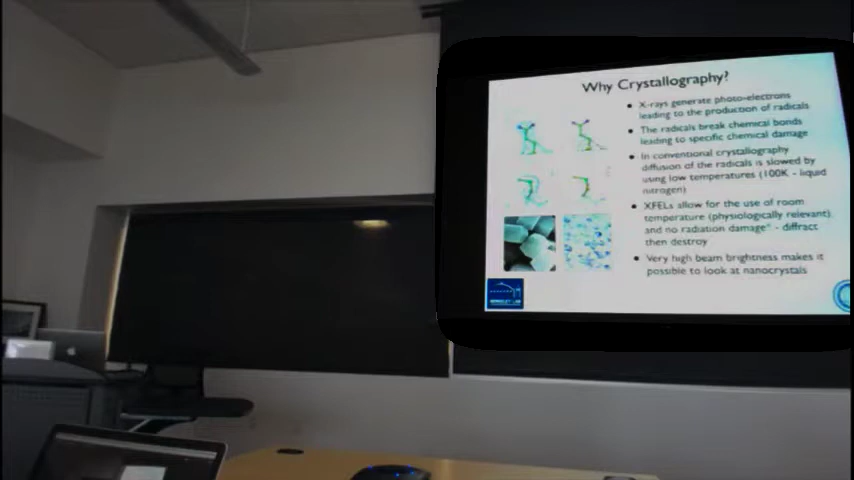 Why Crystallography?
• X-rays generate photo-electrons
leading to the production of radicals
• The radicals break chemical bonds
leading to specific chemical damage
• In conventional crystallography
diffusion of the radicals is slowed by
using low temperatures (100K - liquid
nitrogen)
• XFELs allow for the use of room
temperature (physiologically relevant)
and no radiation damage* - diffract
then destroy
• Very high beam brightness makes it
possible to look at nanocrystals